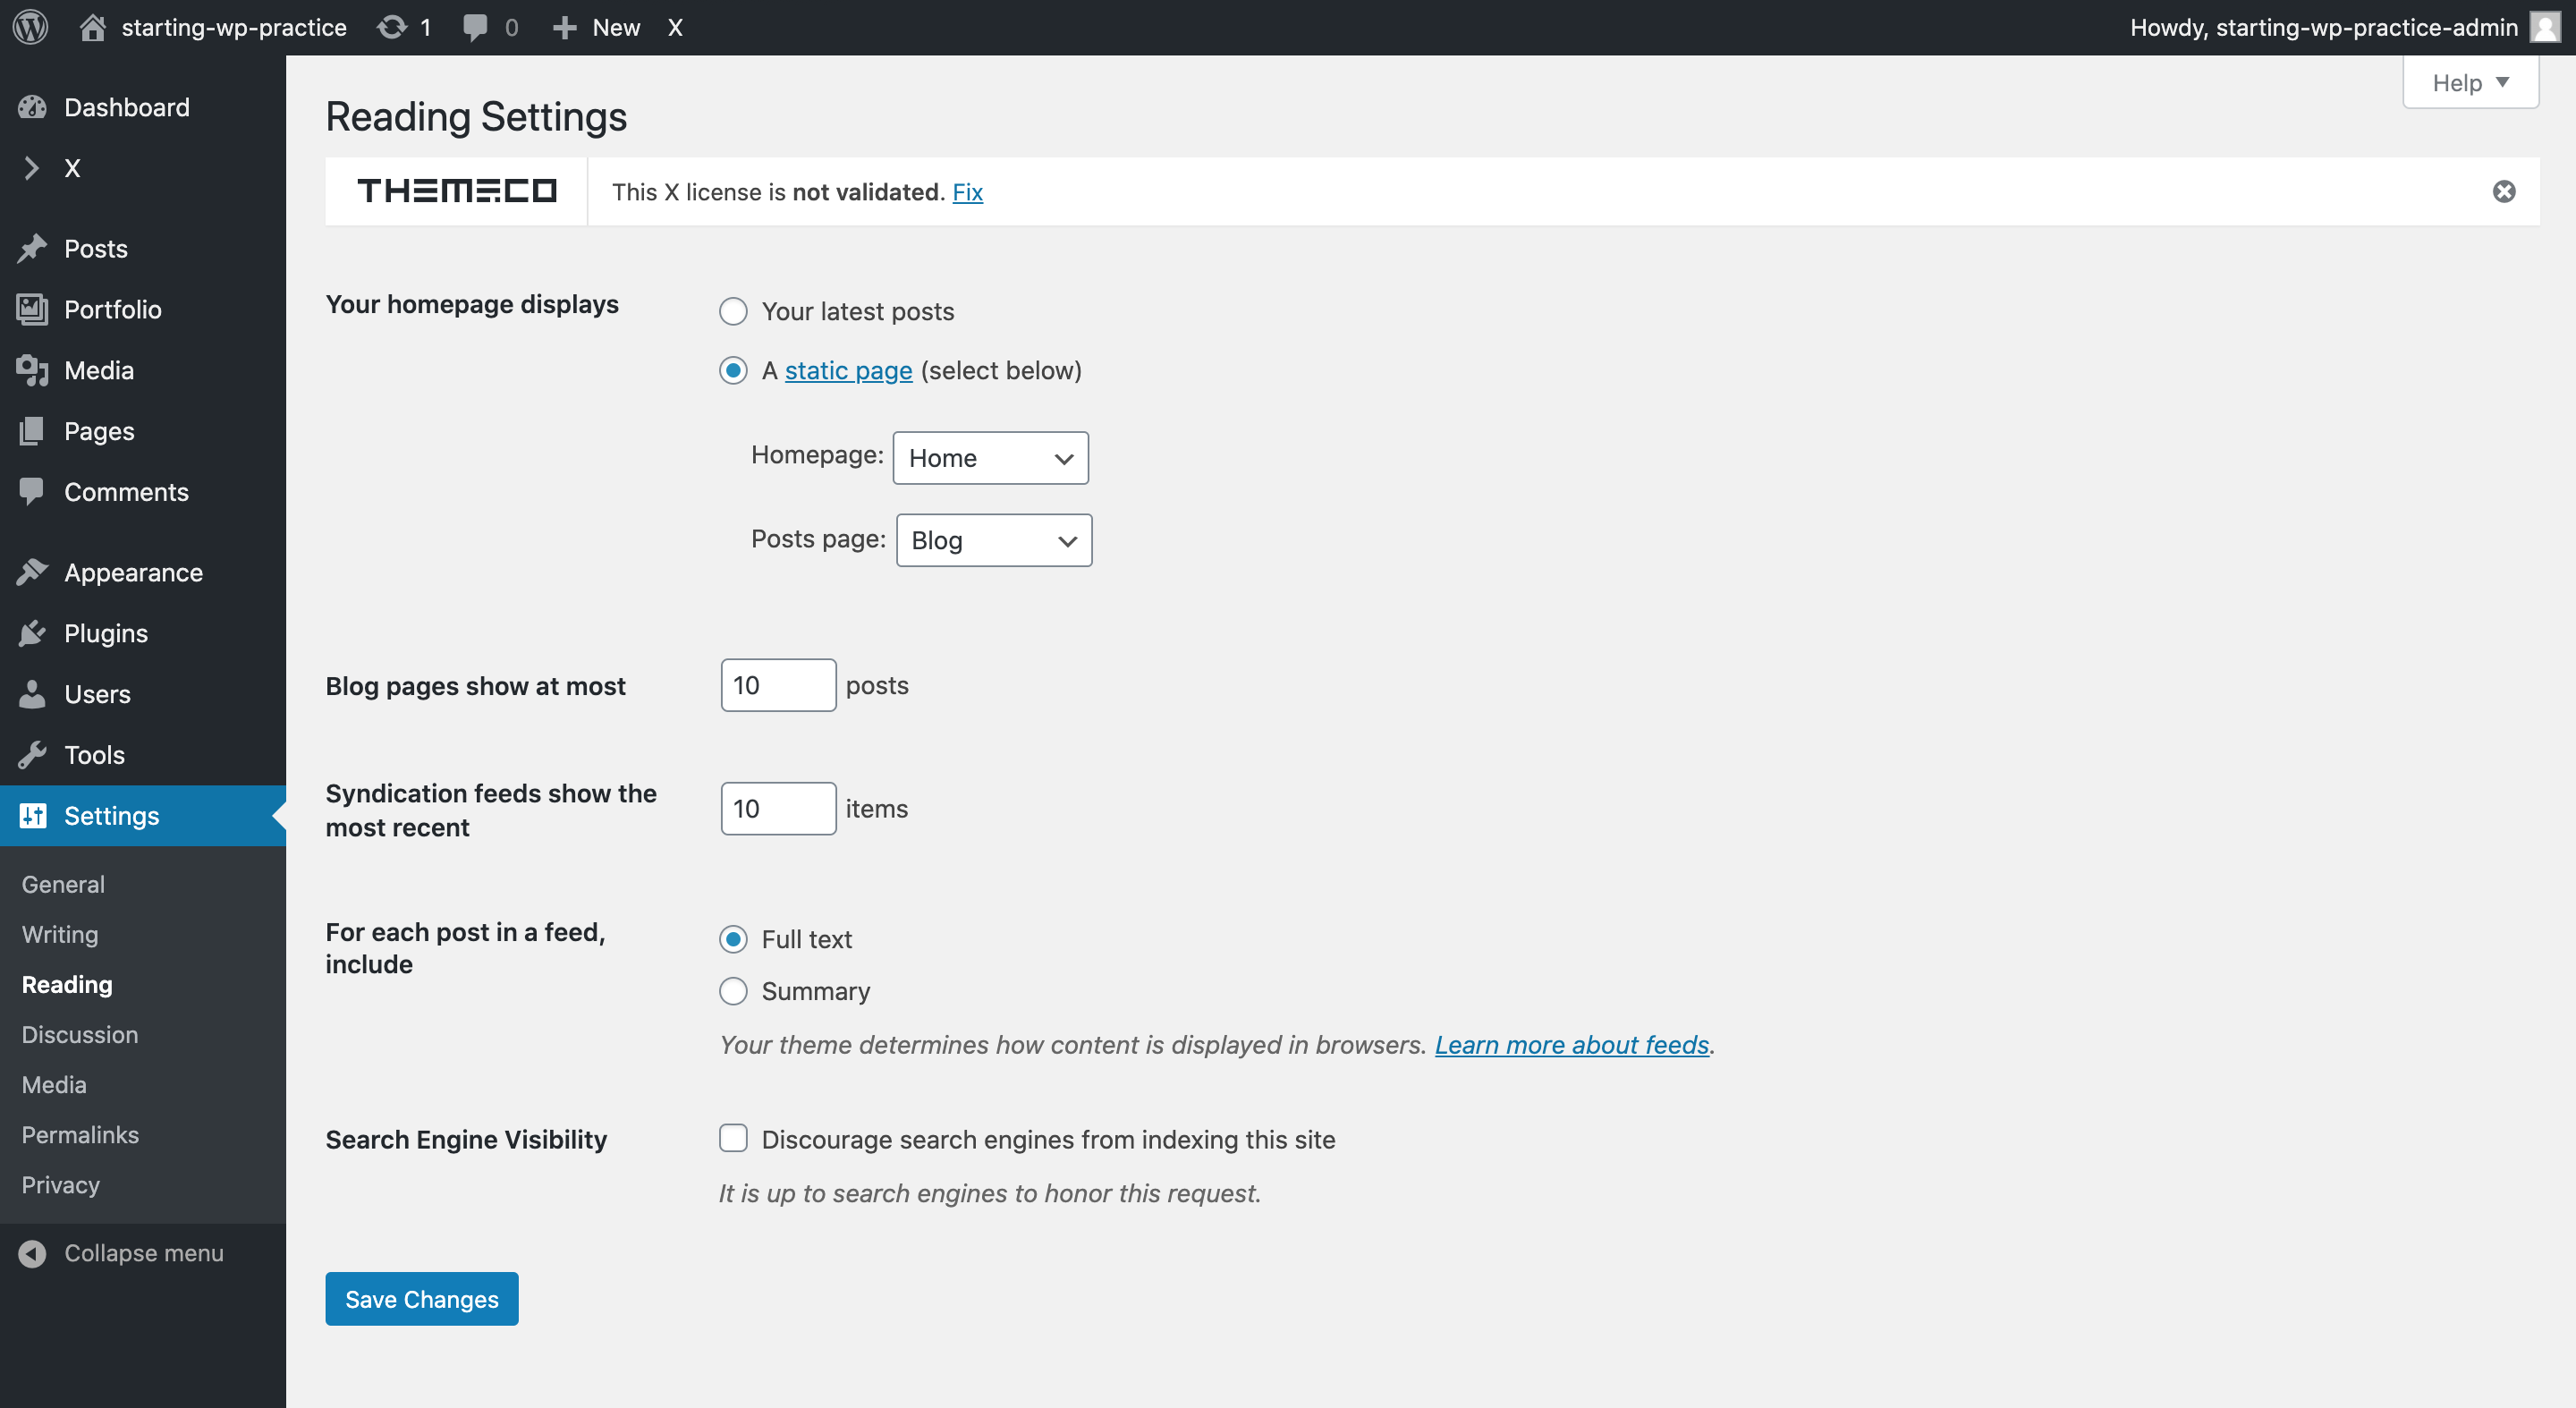 starting-wp-practice 1 0 New X Howdy, starting-wp-practice-admin
Dashboard
X
Posts
Portfolio
Media
Pages
Comments
Appearance
Plugins
Users
Tools
Settings
General
Writing
Reading
Discussion
Media
Permalinks
Privacy
Collapse menu
Help
Reading Settings
THEMECO This X license is not validated. Fix
Your homepage displays
Your latest posts
A static page (select below)
Homepage: Home
Posts page: Blog
Blog pages show at most 10 posts
Syndication feeds show the
most recent
10 items
For each post in a feed,
include
Full text
Summary
Your theme determines how content is displayed in browsers. Learn more about feeds.
Search Engine Visibility Discourage search engines from indexing this site
It is up to search engines to honor this request.
Save Changes